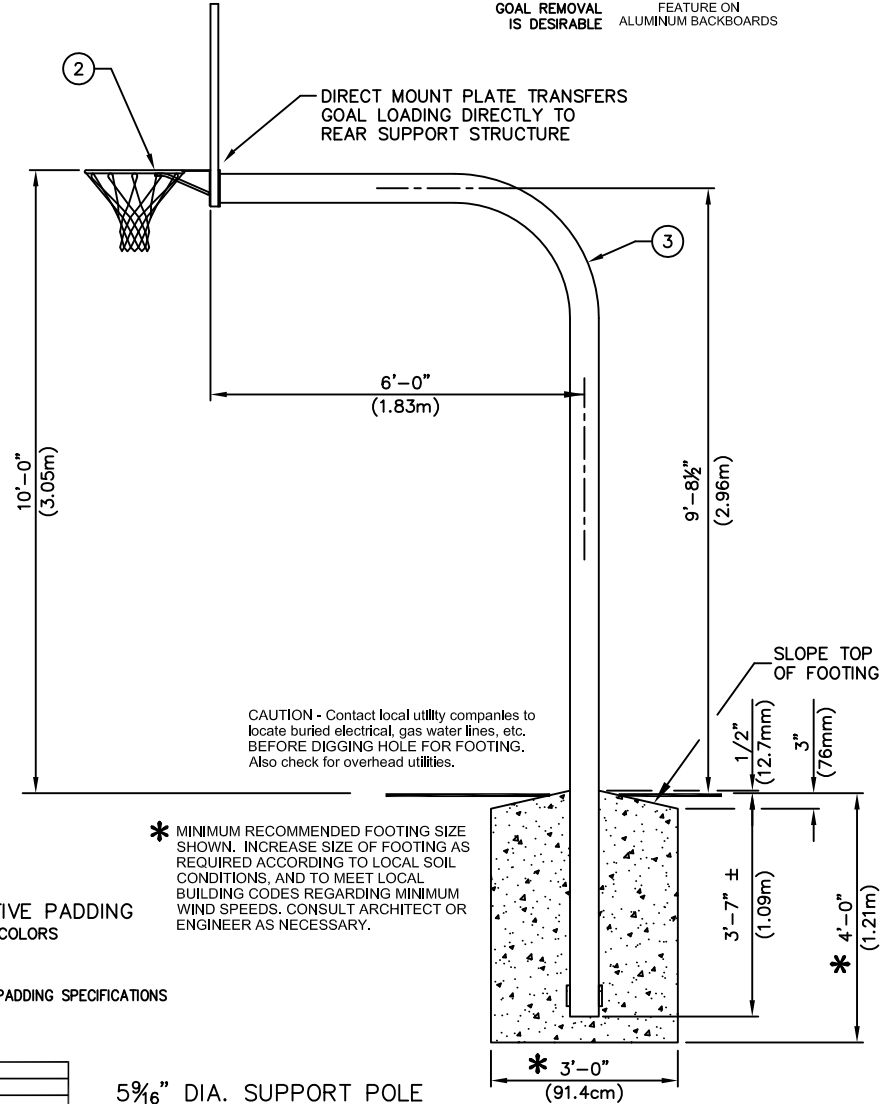 GOAL REMOVAL
IS DESIRABLE
FEATURE ON
ALUMINUM BACKBOARDS
2
DIRECT MOUNT PLATE TRANSFERS
GOAL LOADING DIRECTLY TO
REAR SUPPORT STRUCTURE
3
6'-0"
(1.83m)
10'-0"
(3.05m)
9'-8½"
(2.96m)
SLOPE TOP
OF FOOTING
1/2"
(12.7mm)
3"
(76mm)
CAUTION - Contact local utility companies to
locate buried electrical, gas water lines, etc.
BEFORE DIGGING HOLE FOR FOOTING.
Also check for overhead utilities.
* MINIMUM RECOMMENDED FOOTING SIZE
SHOWN. INCREASE SIZE OF FOOTING AS
REQUIRED ACCORDING TO LOCAL SOIL
CONDITIONS, AND TO MEET LOCAL
BUILDING CODES REGARDING MINIMUM
WIND SPEEDS. CONSULT ARCHITECT OR
ENGINEER AS NECESSARY.
3'-7" ±
(1.09m)
* 4'-0"
(1.21m)
TIVE PADDING
COLORS
PADDING SPECIFICATIONS
* 3'-0"
(91.4cm)
5⁹⁄₁₆" DIA. SUPPORT POLE